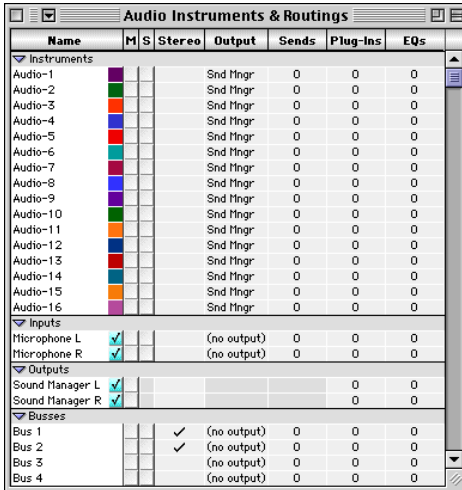 Audio Instruments & Routings
Name M S Stereo Output Sends Plug-Ins EQs
Instruments
Audio-1 Snd Mngr 0 0 0
Audio-2 Snd Mngr 0 0 0
Audio-3 Snd Mngr 0 0 0
Audio-4 Snd Mngr 0 0 0
Audio-5 Snd Mngr 0 0 0
Audio-6 Snd Mngr 0 0 0
Audio-7 Snd Mngr 0 0 0
Audio-8 Snd Mngr 0 0 0
Audio-9 Snd Mngr 0 0 0
Audio-10 Snd Mngr 0 0 0
Audio-11 Snd Mngr 0 0 0
Audio-12 Snd Mngr 0 0 0
Audio-13 Snd Mngr 0 0 0
Audio-14 Snd Mngr 0 0 0
Audio-15 Snd Mngr 0 0 0
Audio-16 Snd Mngr 0 0 0
Inputs
Microphone L (no output) 0 0 0
Microphone R (no output) 0 0 0
Outputs
Sound Manager L 0 0
Sound Manager R 0 0
Busses
Bus 1 (no output) 0 0 0
Bus 2 (no output) 0 0 0
Bus 3 (no output) 0 0 0
Bus 4 (no output) 0 0 0